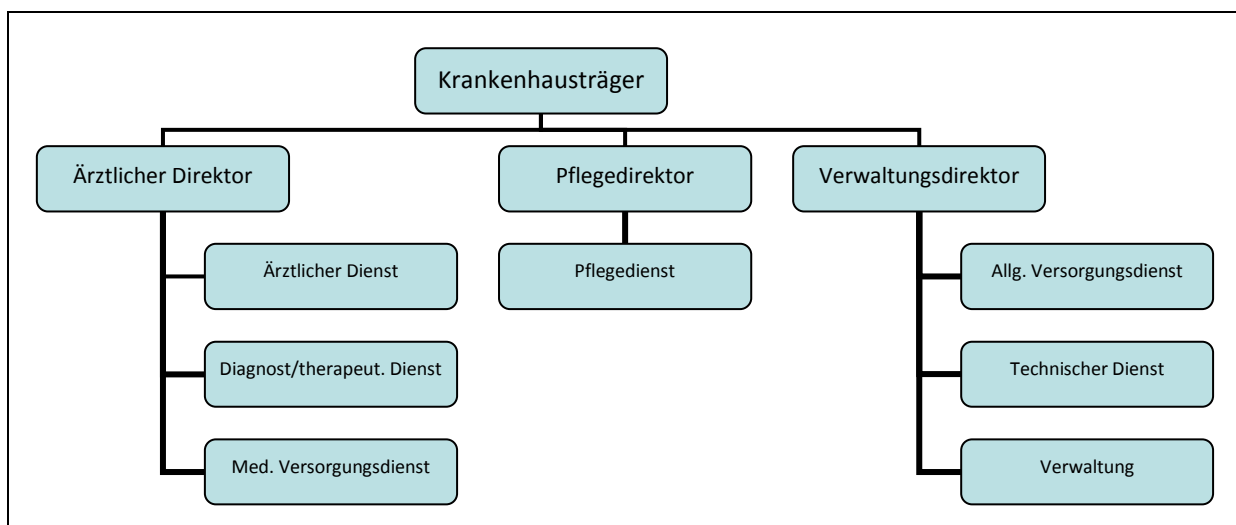 Krankenhausträger
Ärztlicher Direktor
Pflegedirektor
Verwaltungsdirektor
Ärztlicher Dienst
Pflegedienst
Allg. Versorgungsdienst
Diagnost/therapeut. Dienst
Technischer Dienst
Med. Versorgungsdienst
Verwaltung